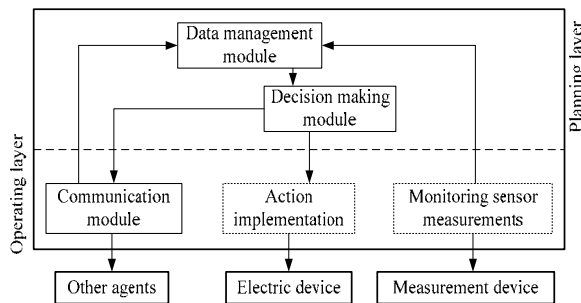 Data management
module
Decision making
module
Planning layer
Operating layer
Communication
module
Action
implementation
Monitoring sensor
measurements
Other agents
Electric device
Measurement device